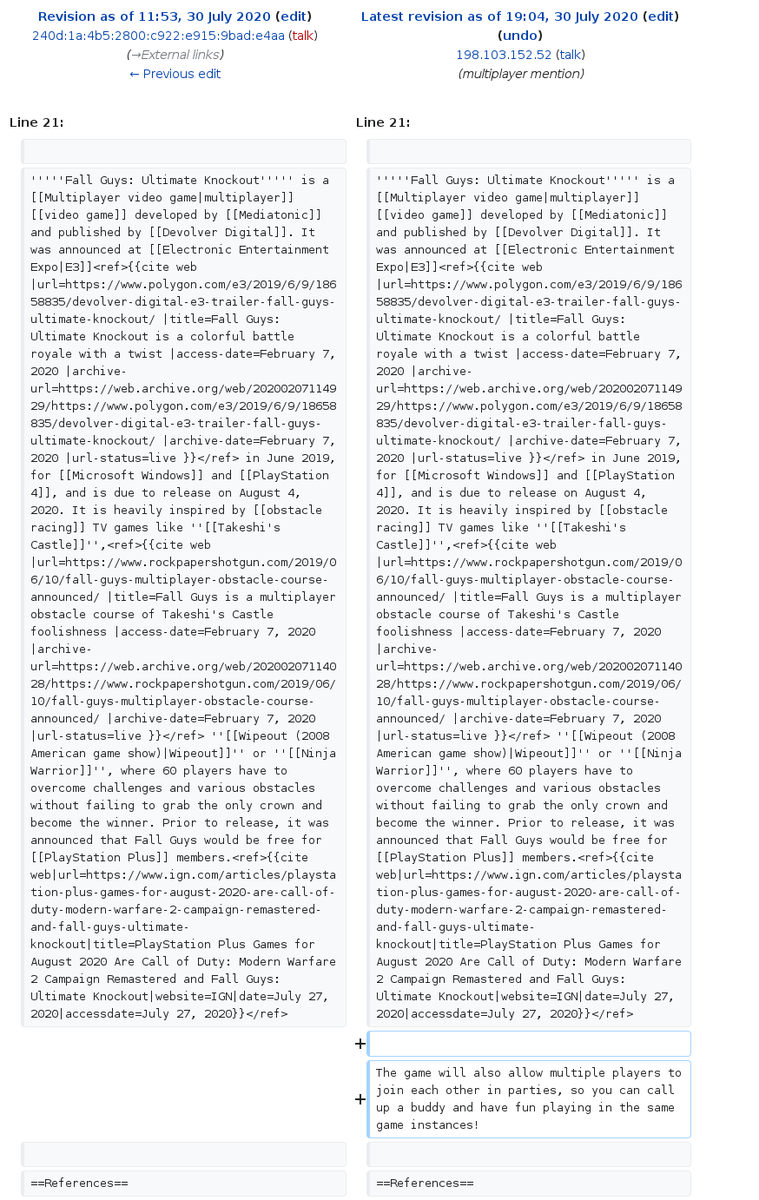 Revision as of 11:53, 30 July 2020 (edit)
240d:1a:4b5:2800:c922:e915:9bad:e4aa (talk)
(→External links)
← Previous edit
Latest revision as of 19:04, 30 July 2020 (edit)
(undo)
198.103.152.52 (talk)
(multiplayer mention)
Line 21:
'''''Fall Guys: Ultimate Knockout''''' is a
[[Multiplayer video game|multiplayer]]
[[video game]] developed by [[Mediatonic]]
and published by [[Devolver Digital]]. It
was announced at [[Electronic Entertainment
Expo|E3]]<ref>{{cite web
|url=https://www.polygon.com/e3/2019/6/9/186
58835/devolver-digital-e3-trailer-fall-guys-
ultimate-knockout/ |title=Fall Guys:
Ultimate Knockout is a colorful battle
royale with a twist |access-date=February 7,
2020 |archive-
url=https://web.archive.org/web/202002071149
29/https://www.polygon.com/e3/2019/6/9/18658
835/devolver-digital-e3-trailer-fall-guys-
ultimate-knockout/ |archive-date=February 7,
2020 |url-status=live }}</ref> in June 2019,
for [[Microsoft Windows]] and [[PlayStation
4]], and is due to release on August 4,
2020. It is heavily inspired by [[obstacle
racing]] TV games like ''[[Takeshi's
Castle]]'',<ref>{{cite web
|url=https://www.rockpapershotgun.com/2019/0
6/10/fall-guys-multiplayer-obstacle-course-
announced/ |title=Fall Guys is a multiplayer
obstacle course of Takeshi's Castle
foolishness |access-date=February 7, 2020
|archive-
url=https://web.archive.org/web/202002071140
28/https://www.rockpapershotgun.com/2019/06/
10/fall-guys-multiplayer-obstacle-course-
announced/ |archive-date=February 7, 2020
|url-status=live }}</ref> ''[[Wipeout (2008
American game show)|Wipeout]]'' or ''[[Ninja
Warrior]]'', where 60 players have to
overcome challenges and various obstacles
without failing to grab the only crown and
become the winner. Prior to release, it was
announced that Fall Guys would be free for
[[PlayStation Plus]] members.<ref>{{cite
web|url=https://www.ign.com/articles/playsta
tion-plus-games-for-august-2020-are-call-of-
duty-modern-warfare-2-campaign-remastered-
and-fall-guys-ultimate-
knockout|title=PlayStation Plus Games for
August 2020 Are Call of Duty: Modern Warfare
2 Campaign Remastered and Fall Guys:
Ultimate Knockout|website=IGN|date=July 27,
2020|accessdate=July 27, 2020}}</ref>
==References==
Line 21:
'''''Fall Guys: Ultimate Knockout''''' is a
[[Multiplayer video game|multiplayer]]
[[video game]] developed by [[Mediatonic]]
and published by [[Devolver Digital]]. It
was announced at [[Electronic Entertainment
Expo|E3]]<ref>{{cite web
|url=https://www.polygon.com/e3/2019/6/9/186
58835/devolver-digital-e3-trailer-fall-guys-
ultimate-knockout/ |title=Fall Guys:
Ultimate Knockout is a colorful battle
royale with a twist |access-date=February 7,
2020 |archive-
url=https://web.archive.org/web/202002071149
29/https://www.polygon.com/e3/2019/6/9/18658
835/devolver-digital-e3-trailer-fall-guys-
ultimate-knockout/ |archive-date=February 7,
2020 |url-status=live }}</ref> in June 2019,
for [[Microsoft Windows]] and [[PlayStation
4]], and is due to release on August 4,
2020. It is heavily inspired by [[obstacle
racing]] TV games like ''[[Takeshi's
Castle]]'',<ref>{{cite web
|url=https://www.rockpapershotgun.com/2019/0
6/10/fall-guys-multiplayer-obstacle-course-
announced/ |title=Fall Guys is a multiplayer
obstacle course of Takeshi's Castle
foolishness |access-date=February 7, 2020
|archive-
url=https://web.archive.org/web/202002071140
28/https://www.rockpapershotgun.com/2019/06/
10/fall-guys-multiplayer-obstacle-course-
announced/ |archive-date=February 7, 2020
|url-status=live }}</ref> ''[[Wipeout (2008
American game show)|Wipeout]]'' or ''[[Ninja
Warrior]]'', where 60 players have to
overcome challenges and various obstacles
without failing to grab the only crown and
become the winner. Prior to release, it was
announced that Fall Guys would be free for
[[PlayStation Plus]] members.<ref>{{cite
web|url=https://www.ign.com/articles/playsta
tion-plus-games-for-august-2020-are-call-of-
duty-modern-warfare-2-campaign-remastered-
and-fall-guys-ultimate-
knockout|title=PlayStation Plus Games for
August 2020 Are Call of Duty: Modern Warfare
2 Campaign Remastered and Fall Guys:
Ultimate Knockout|website=IGN|date=July 27,
2020|accessdate=July 27, 2020}}</ref>
+
+
The game will also allow multiple players to
join each other in parties, so you can call
up a buddy and have fun playing in the same
game instances!
==References==